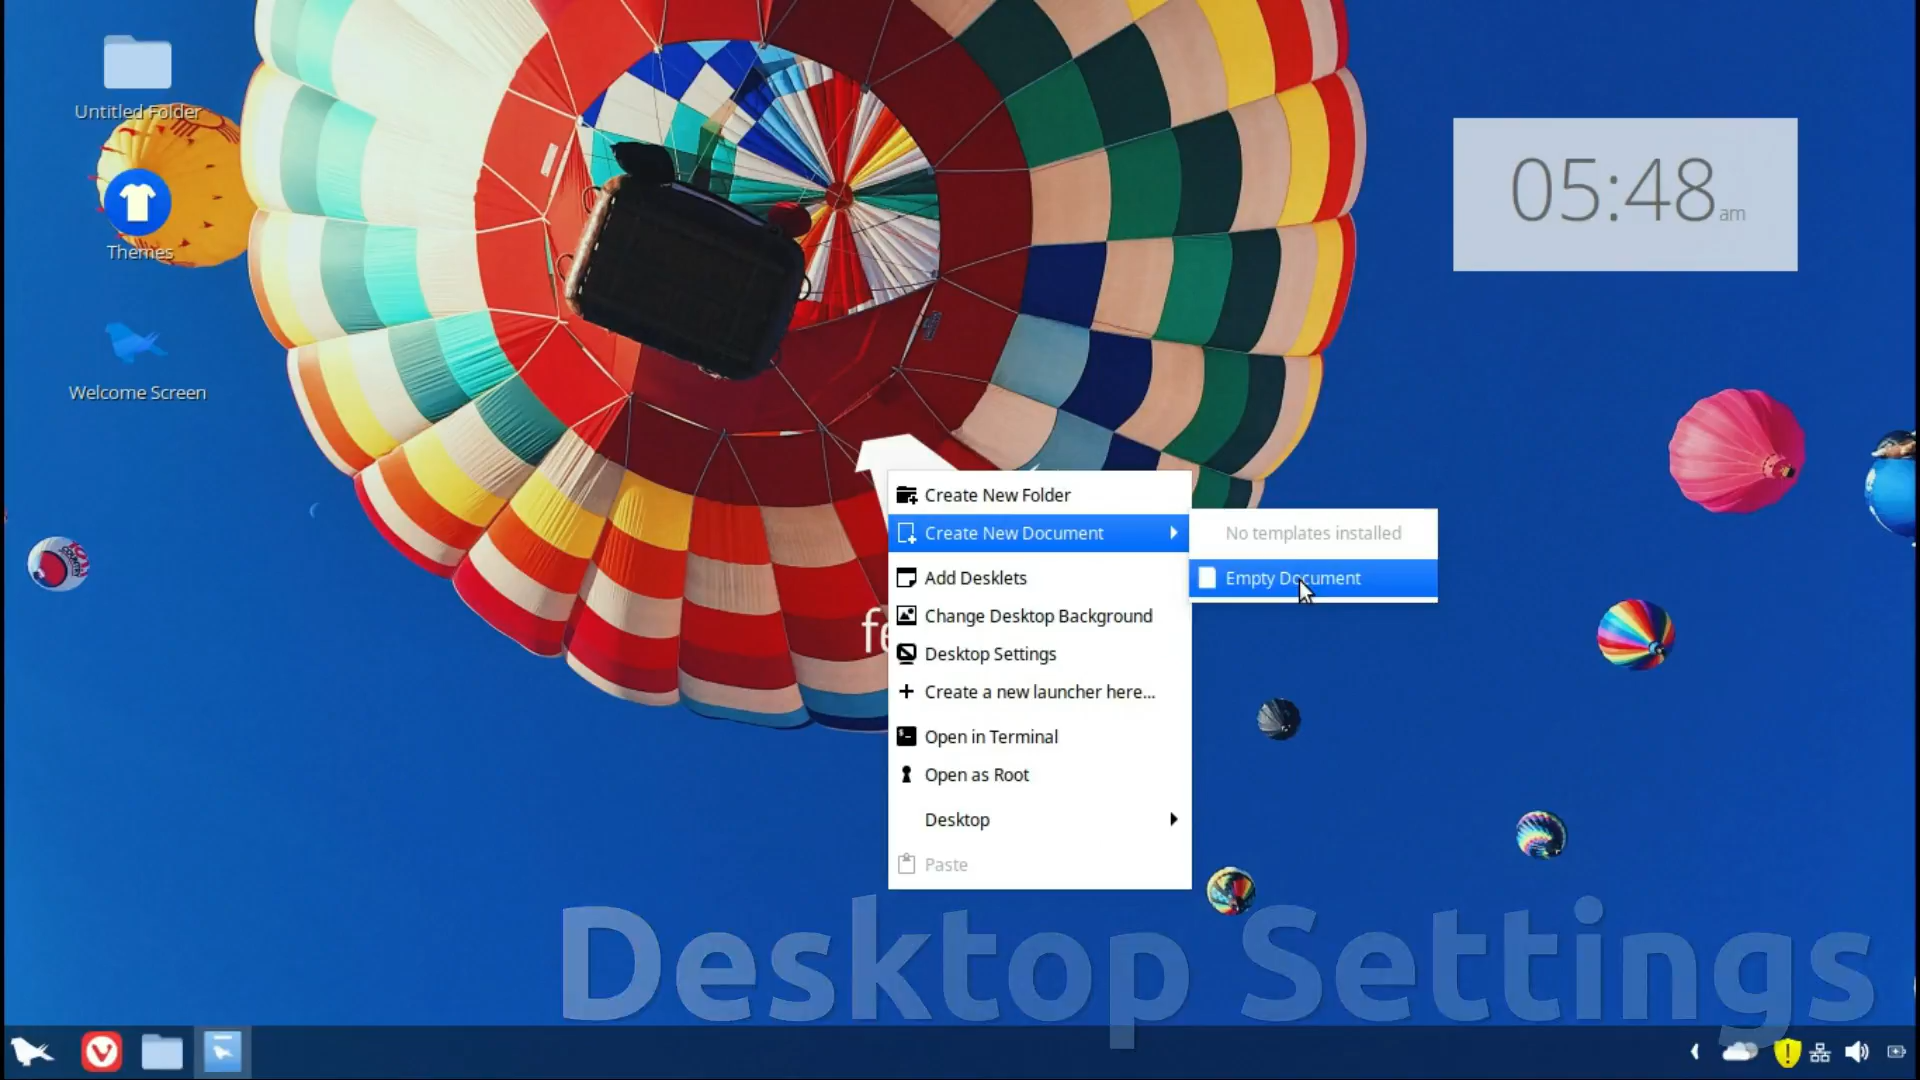 Untitled Folder
Themes
Welcome Screen
05:48 am
Create New Folder
Create New Document
Add Desklets
Change Desktop Background
Desktop Settings
Create a new launcher here...
Open in Terminal
Open as Root
Desktop
Paste
No templates installed
Empty Document
fe
Desktop Settings